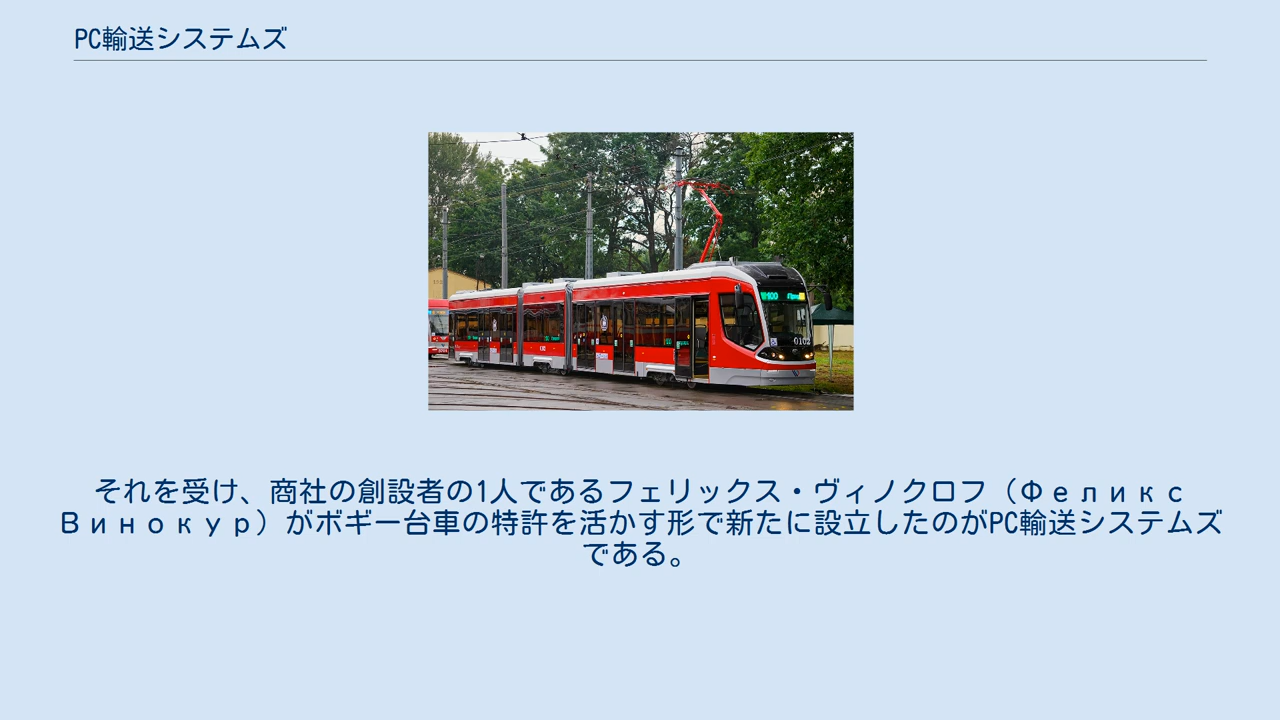 PC輸送システムズ
それを受け、商社の創設者の1人であるフェリックス・ヴィノクロフ（Феликс
Винокур）がボギー台車の特許を活かす形で新たに設立したのがPC輸送システムズ
である。
0102